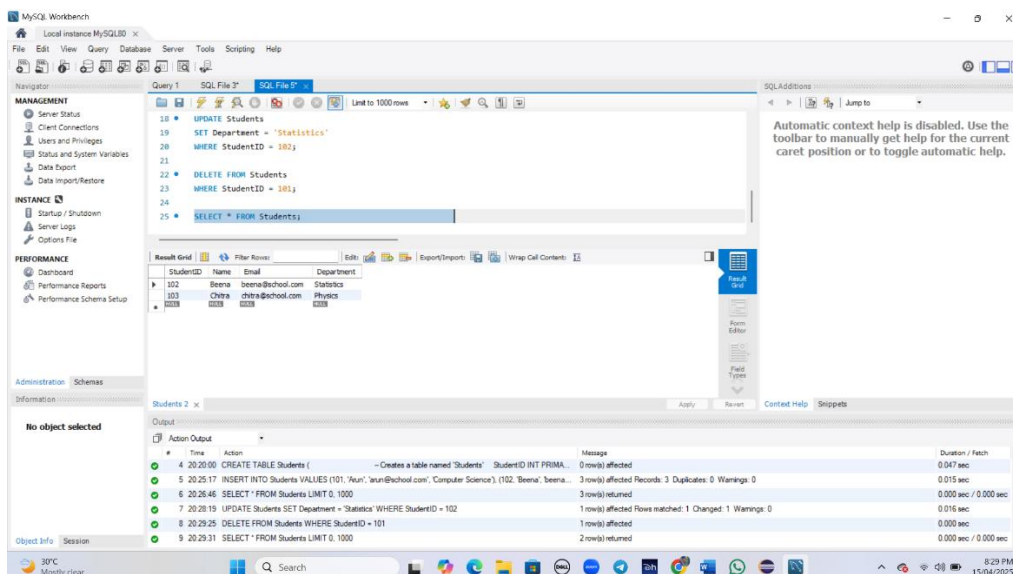 MySQL Workbench
Local instance MySQL80 ×
File Edit View Query Database Server Tools Scripting Help
Navigator
MANAGEMENT
Server Status
Client Connections
Users and Privileges
Status and System Variables
Data Export
Data Import/Restore
INSTANCE
Startup / Shutdown
Server Logs
Options File
PERFORMANCE
Dashboard
Performance Reports
Performance Schema Setup
Administration Schemas
Information
No object selected
Object Info Session
Query 1 SQL File 3* SQL File 5* ×
Limit to 1000 rows
18 UPDATE Students
19 SET Department = 'Statistics'
20 WHERE StudentID = 102;
21
22 DELETE FROM Students
23 WHERE StudentID = 101;
24
25 SELECT * FROM Students;
Result Grid Filter Rows: Edit: Export/Import: Wrap Cell Content:
StudentID Name Email Department
102 Beena beena@school.com Statistics
103 Chitra chitra@school.com Physics
NULL NULL NULL NULL
Result Grid
Form Editor
Field Types
Students 2 × Apply Revert
SQLAdditions
Jump to
Automatic context help is disabled. Use the
toolbar to manually get help for the current
caret position or to toggle automatic help.
Context Help Snippets
Output
Action Output
# Time Action Message Duration / Fetch
4 20:20:00 CREATE TABLE Students ( -- Creates a table named 'Students' StudentID INT PRIMA... 0 row(s) affected 0.047 sec
5 20:25:17 INSERT INTO Students VALUES (101, 'Arun', 'arun@school.com', 'Computer Science'), (102, 'Beena', 'beena... 3 row(s) affected Records: 3 Duplicates: 0 Warnings: 0 0.015 sec
6 20:26:46 SELECT * FROM Students LIMIT 0, 1000 3 row(s) returned 0.000 sec / 0.000 sec
7 20:28:19 UPDATE Students SET Department = 'Statistics' WHERE StudentID = 102 1 row(s) affected Rows matched: 1 Changed: 1 Warnings: 0 0.016 sec
8 20:29:25 DELETE FROM Students WHERE StudentID = 101 1 row(s) affected 0.000 sec
9 20:29:31 SELECT * FROM Students LIMIT 0, 1000 2 row(s) returned 0.000 sec / 0.000 sec
30°C
Mostly clear
Search
DELL
8:29 PM
15/04/2025